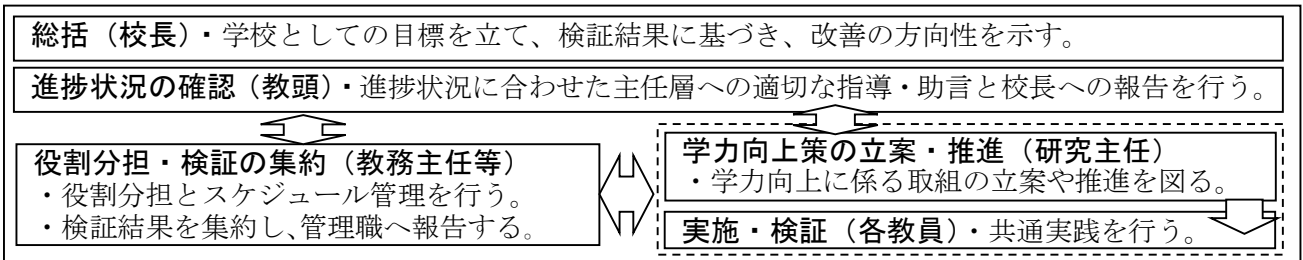 総括（校長）・学校としての目標を立て、検証結果に基づき、改善の方向性を示す。
進捗状況の確認（教頭）・進捗状況に合わせた主任層への適切な指導・助言と校長への報告を行う。
役割分担・検証の集約（教務主任等）
・役割分担とスケジュール管理を行う。
・検証結果を集約し、管理職へ報告する。
学力向上策の立案・推進（研究主任）
・学力向上に係る取組の立案や推進を図る。
実施・検証（各教員）・共通実践を行う。